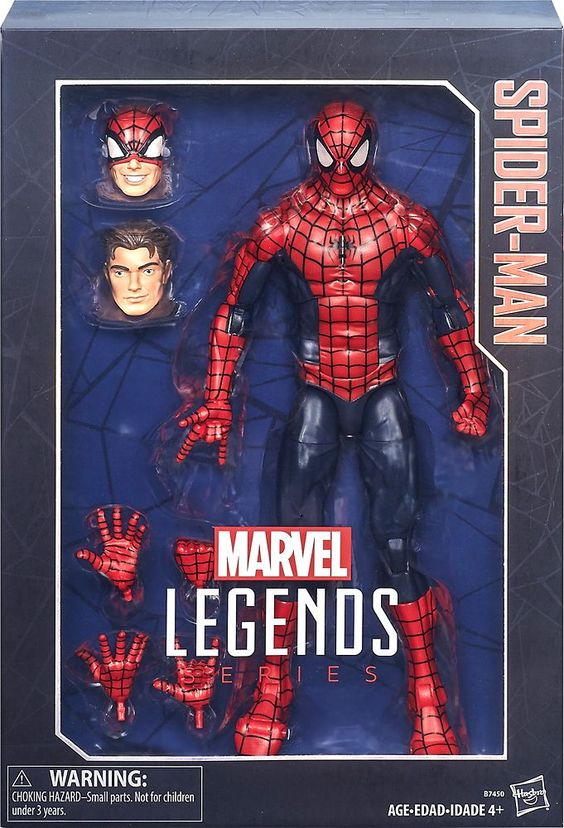 SPIDER-MAN
MARVEL
LEGENDS
SERIES
WARNING:
CHOKING HAZARD–Small parts. Not for children
under 3 years.
B7450
AGE•EDAD•IDADE 4+
Hasbro